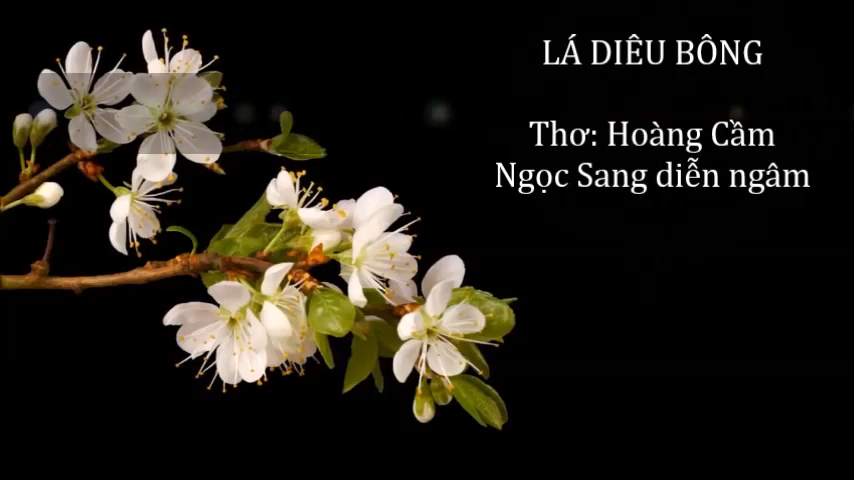 LÁ DIÊU BÔNG
Thơ: Hoàng Cầm
Ngọc Sang diễn ngâm